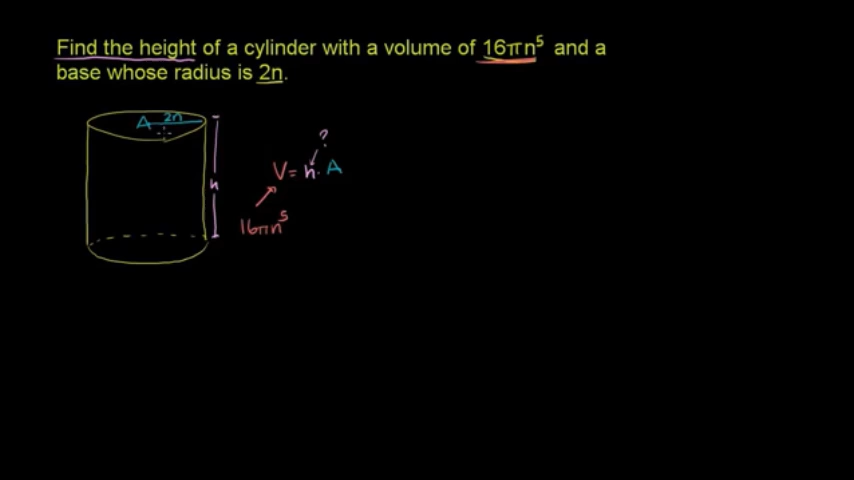 Find the height of a cylinder with a volume of 16πn⁵ and a
base whose radius is 2n.
A 2n
?
h
V = h · A
16πn⁵